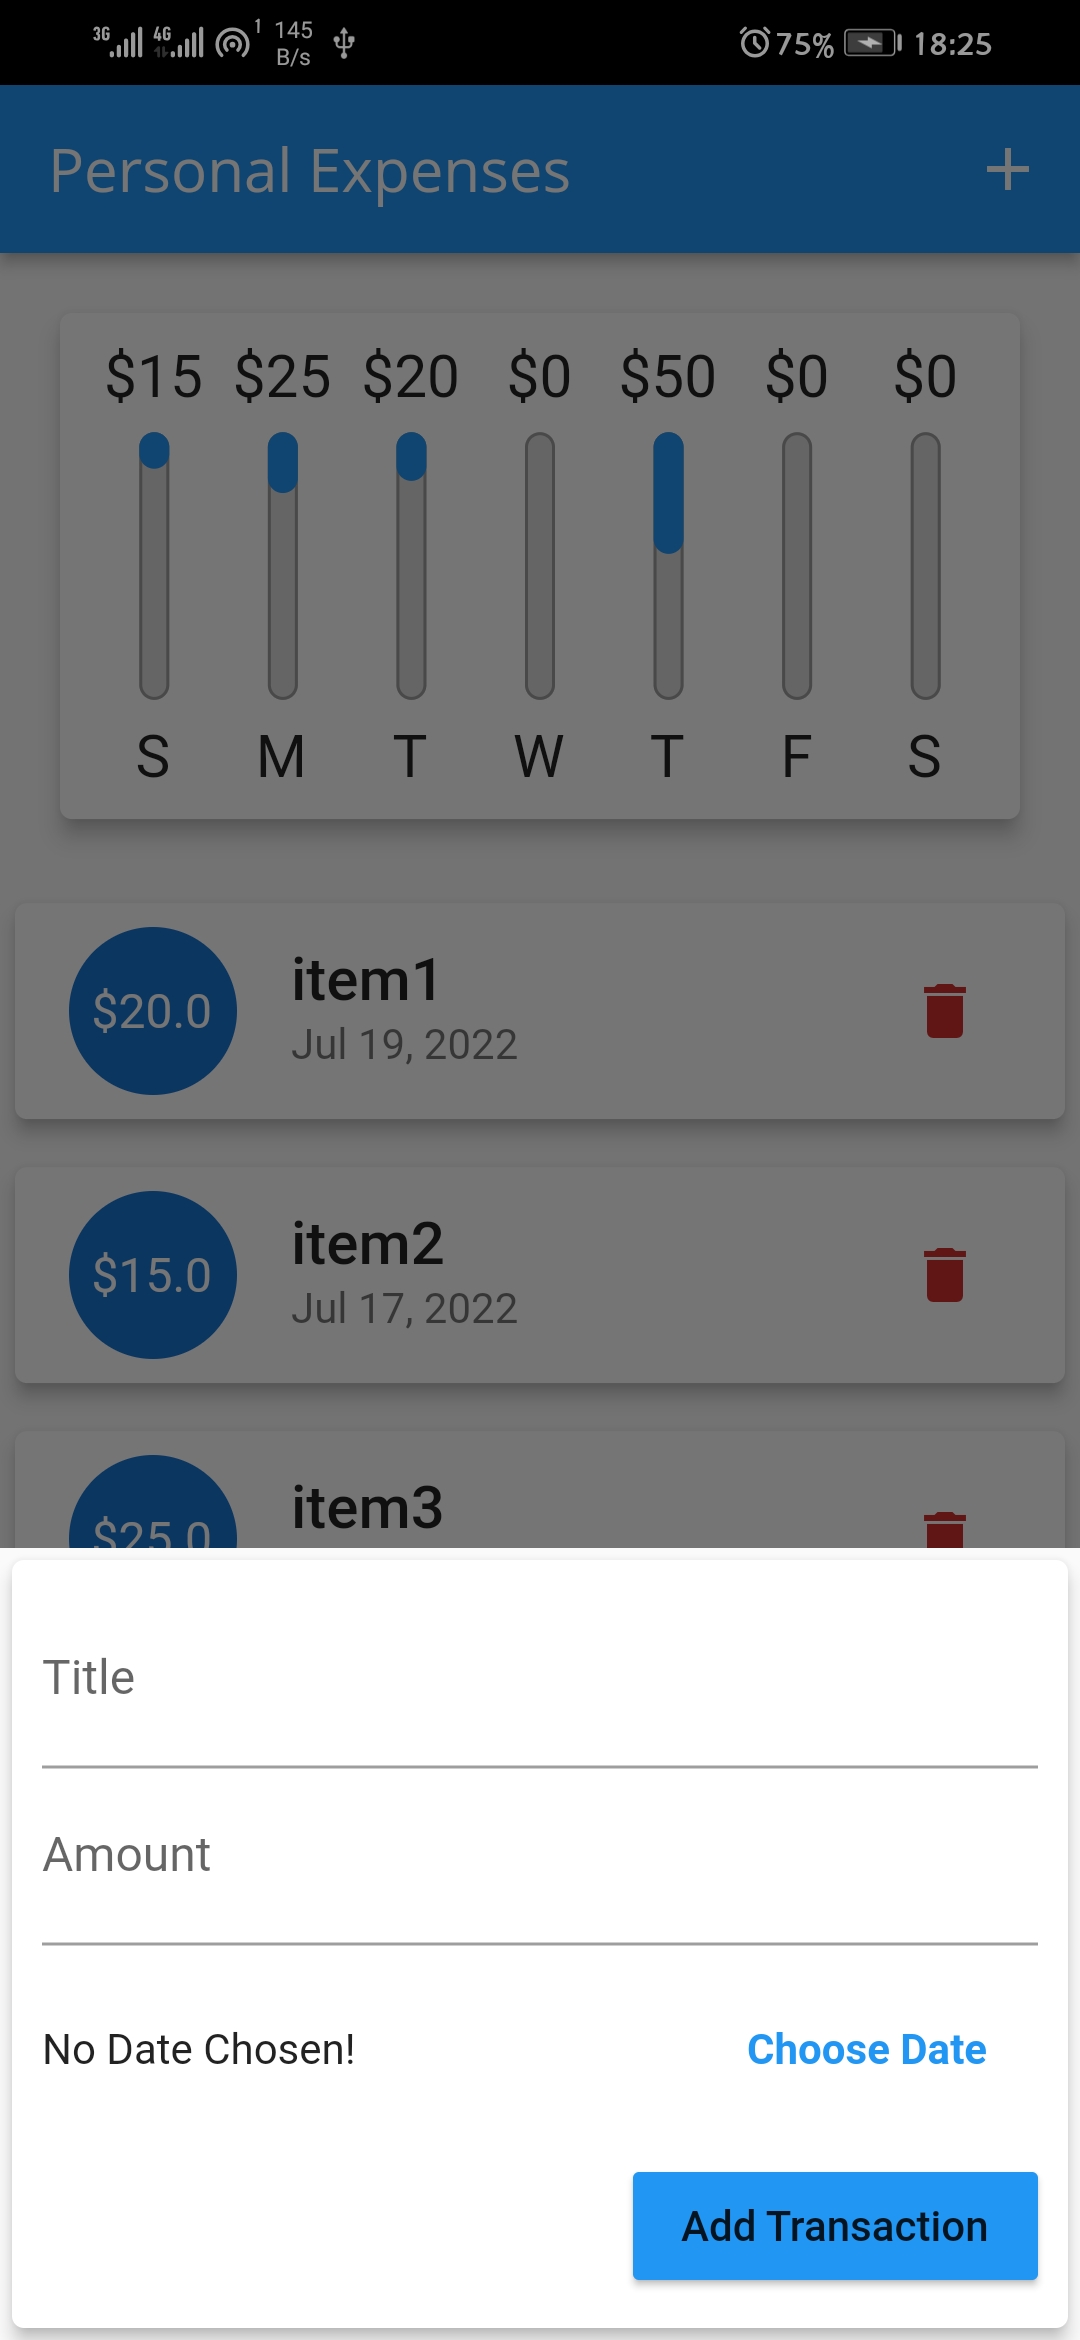 3G 4G 1 145 B/s 75% 18:25
Personal Expenses
$15 $25 $20 $0 $50 $0 $0
S M T W T F S
$20.0
item1
Jul 19, 2022
$15.0
item2
Jul 17, 2022
$25.0
item3
Title
Amount
No Date Chosen! Choose Date
Add Transaction